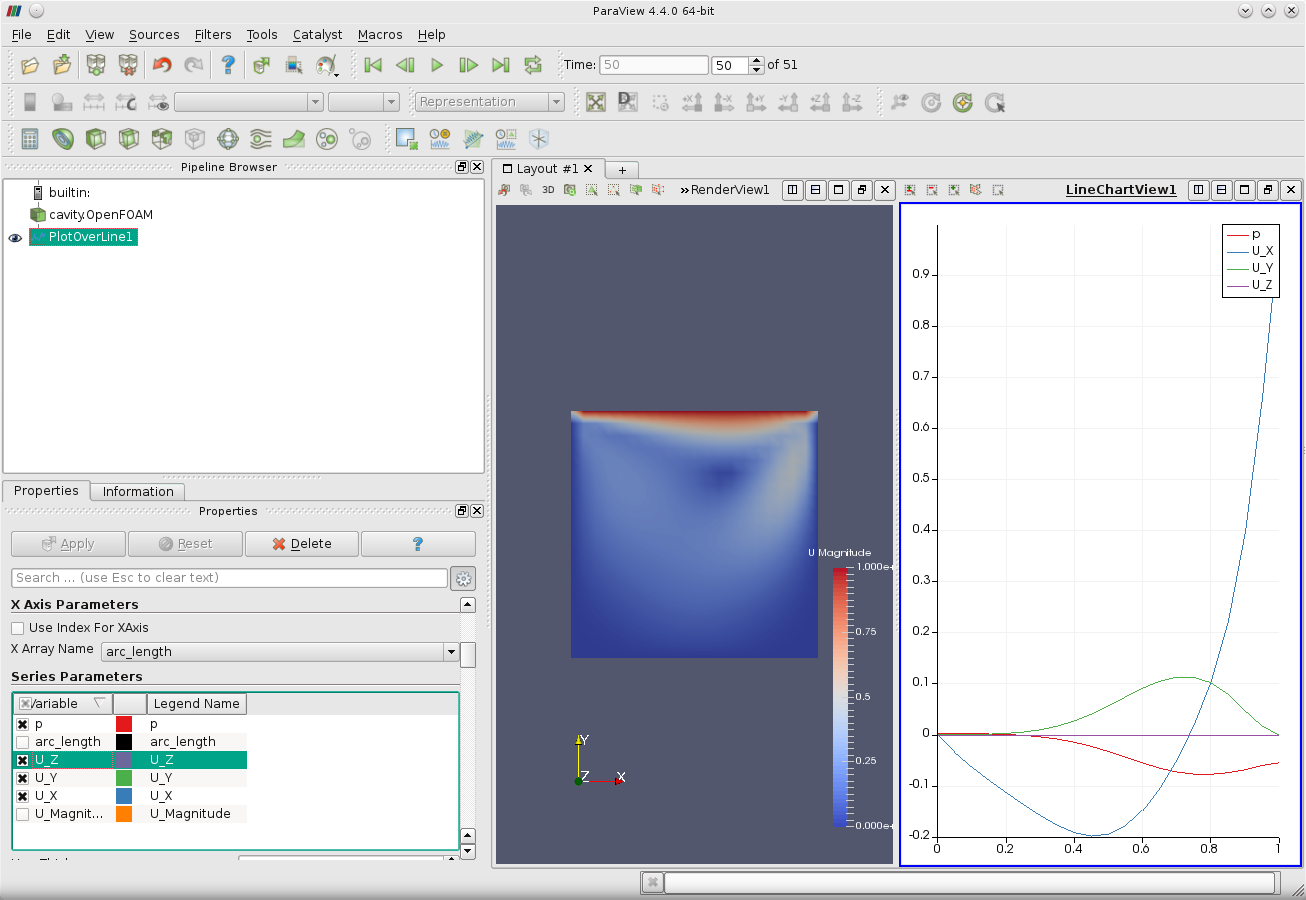 ParaView 4.4.0 64-bit
File Edit View Sources Filters Tools Catalyst Macros Help
Time: 50 50 of 51
Representation
Pipeline Browser
builtin:
cavity.OpenFOAM
PlotOverLine1
Properties Information
Properties
Apply Reset Delete ?
Search ... (use Esc to clear text)
X Axis Parameters
Use Index For XAxis
X Array Name arc_length
Series Parameters
Variable Legend Name
p p
arc_length arc_length
U_Z U_Z
U_Y U_Y
U_X U_X
U_Magnit... U_Magnitude
Layout #1 +
3D » RenderView1
U Magnitude
1.000e+
0.75
0.5
0.25
0.000e+
Y
Z X
LineChartView1
p
U_X
U_Y
U_Z
0.9
0.8
0.7
0.6
0.5
0.4
0.3
0.2
0.1
0
-0.1
-0.2
0 0.2 0.4 0.6 0.8 1